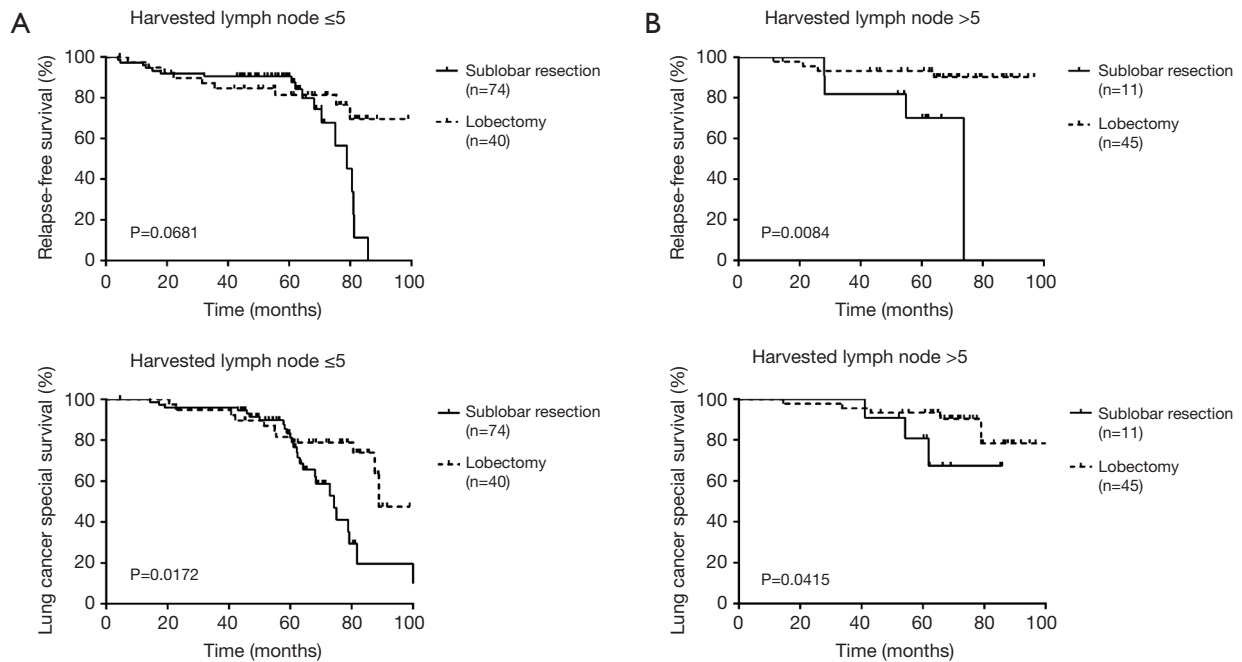 A
Harvested lymph node ≤5
Relapse-free survival (%)
100
80
60
40
20
0
P=0.0681
0 20 40 60 80 100
Time (months)
Sublobar resection
(n=74)
Lobectomy
(n=40)
B
Harvested lymph node >5
Relapse-free survival (%)
100
80
60
40
20
0
P=0.0084
0 20 40 60 80 100
Time (months)
Sublobar resection
(n=11)
Lobectomy
(n=45)
Harvested lymph node ≤5
Lung cancer special survival (%)
100
80
60
40
20
0
P=0.0172
0 20 40 60 80 100
Time (months)
Sublobar resection
(n=74)
Lobectomy
(n=40)
Harvested lymph node >5
Lung cancer special survival (%)
100
80
60
40
20
0
P=0.0415
0 20 40 60 80 100
Time (months)
Sublobar resection
(n=11)
Lobectomy
(n=45)